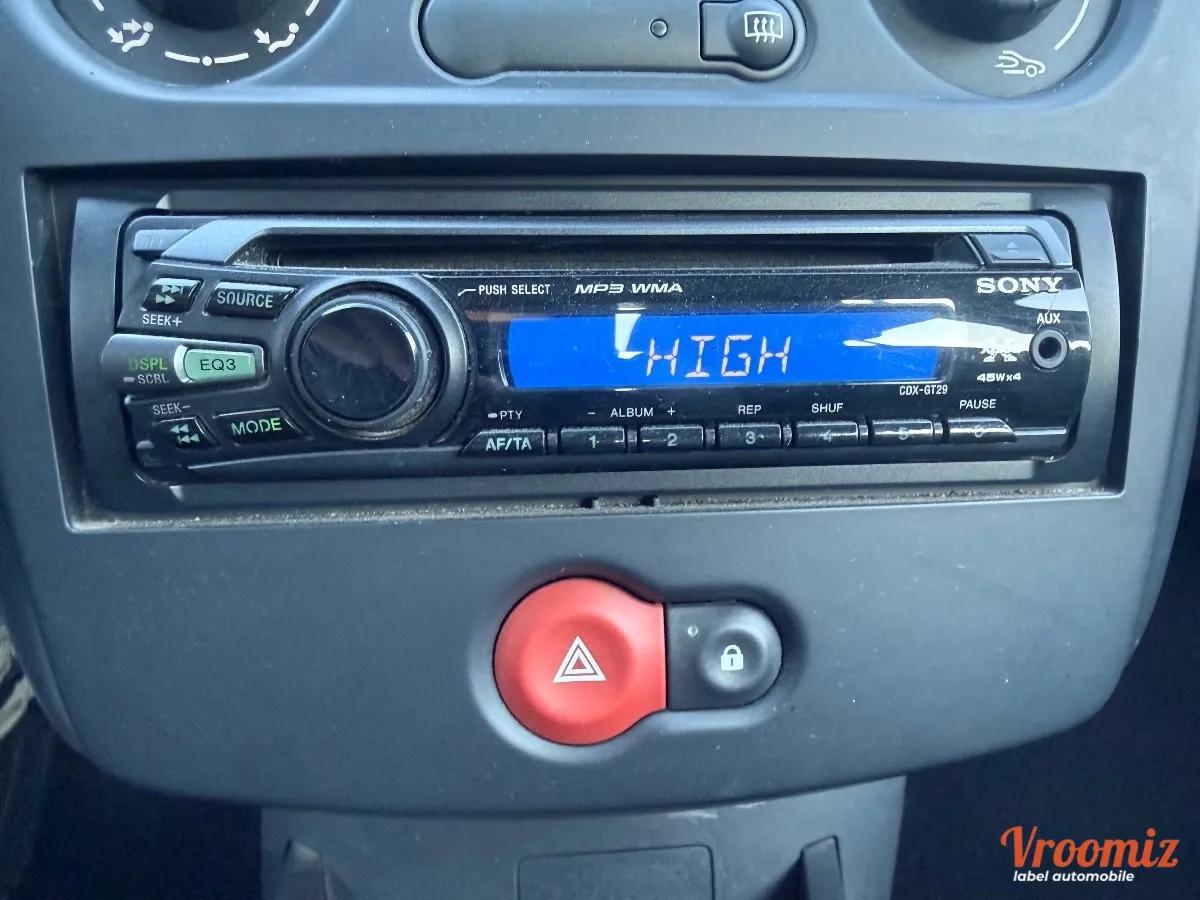 OFF
SOURCE
PUSH SELECT
MP3 WMA
SONY
SEEK+
AUX
HIGH
DSPL
EQ3
SCRL
45W×4
CDX-GT29
SEEK-
MODE
PTY
- ALBUM +
REP
SHUF
PAUSE
AF/TA
1
2
3
4
5
6
Vroomiz
label automobile